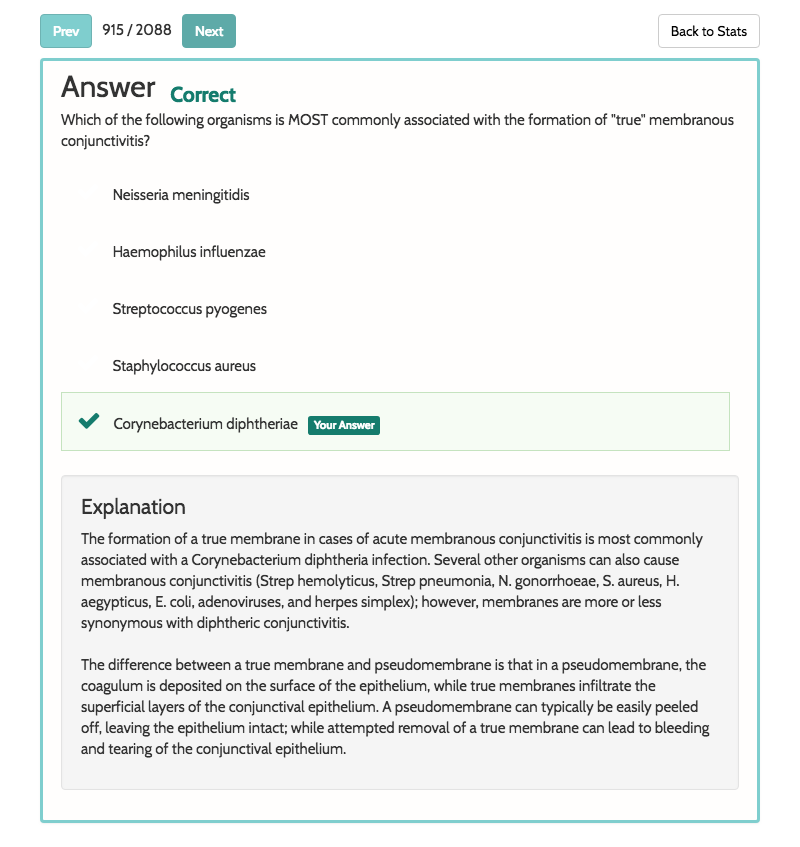 Prev 915 / 2088 Next Back to Stats
Answer Correct
Which of the following organisms is MOST commonly associated with the formation of "true" membranous
conjunctivitis?
Neisseria meningitidis
Haemophilus influenzae
Streptococcus pyogenes
Staphylococcus aureus
Corynebacterium diphtheriae Your Answer
Explanation
The formation of a true membrane in cases of acute membranous conjunctivitis is most commonly
associated with a Corynebacterium diphtheria infection. Several other organisms can also cause
membranous conjunctivitis (Strep hemolyticus, Strep pneumonia, N. gonorrhoeae, S. aureus, H.
aegypticus, E. coli, adenoviruses, and herpes simplex); however, membranes are more or less
synonymous with diphtheric conjunctivitis.
The difference between a true membrane and pseudomembrane is that in a pseudomembrane, the
coagulum is deposited on the surface of the epithelium, while true membranes infiltrate the
superficial layers of the conjunctival epithelium. A pseudomembrane can typically be easily peeled
off, leaving the epithelium intact; while attempted removal of a true membrane can lead to bleeding
and tearing of the conjunctival epithelium.